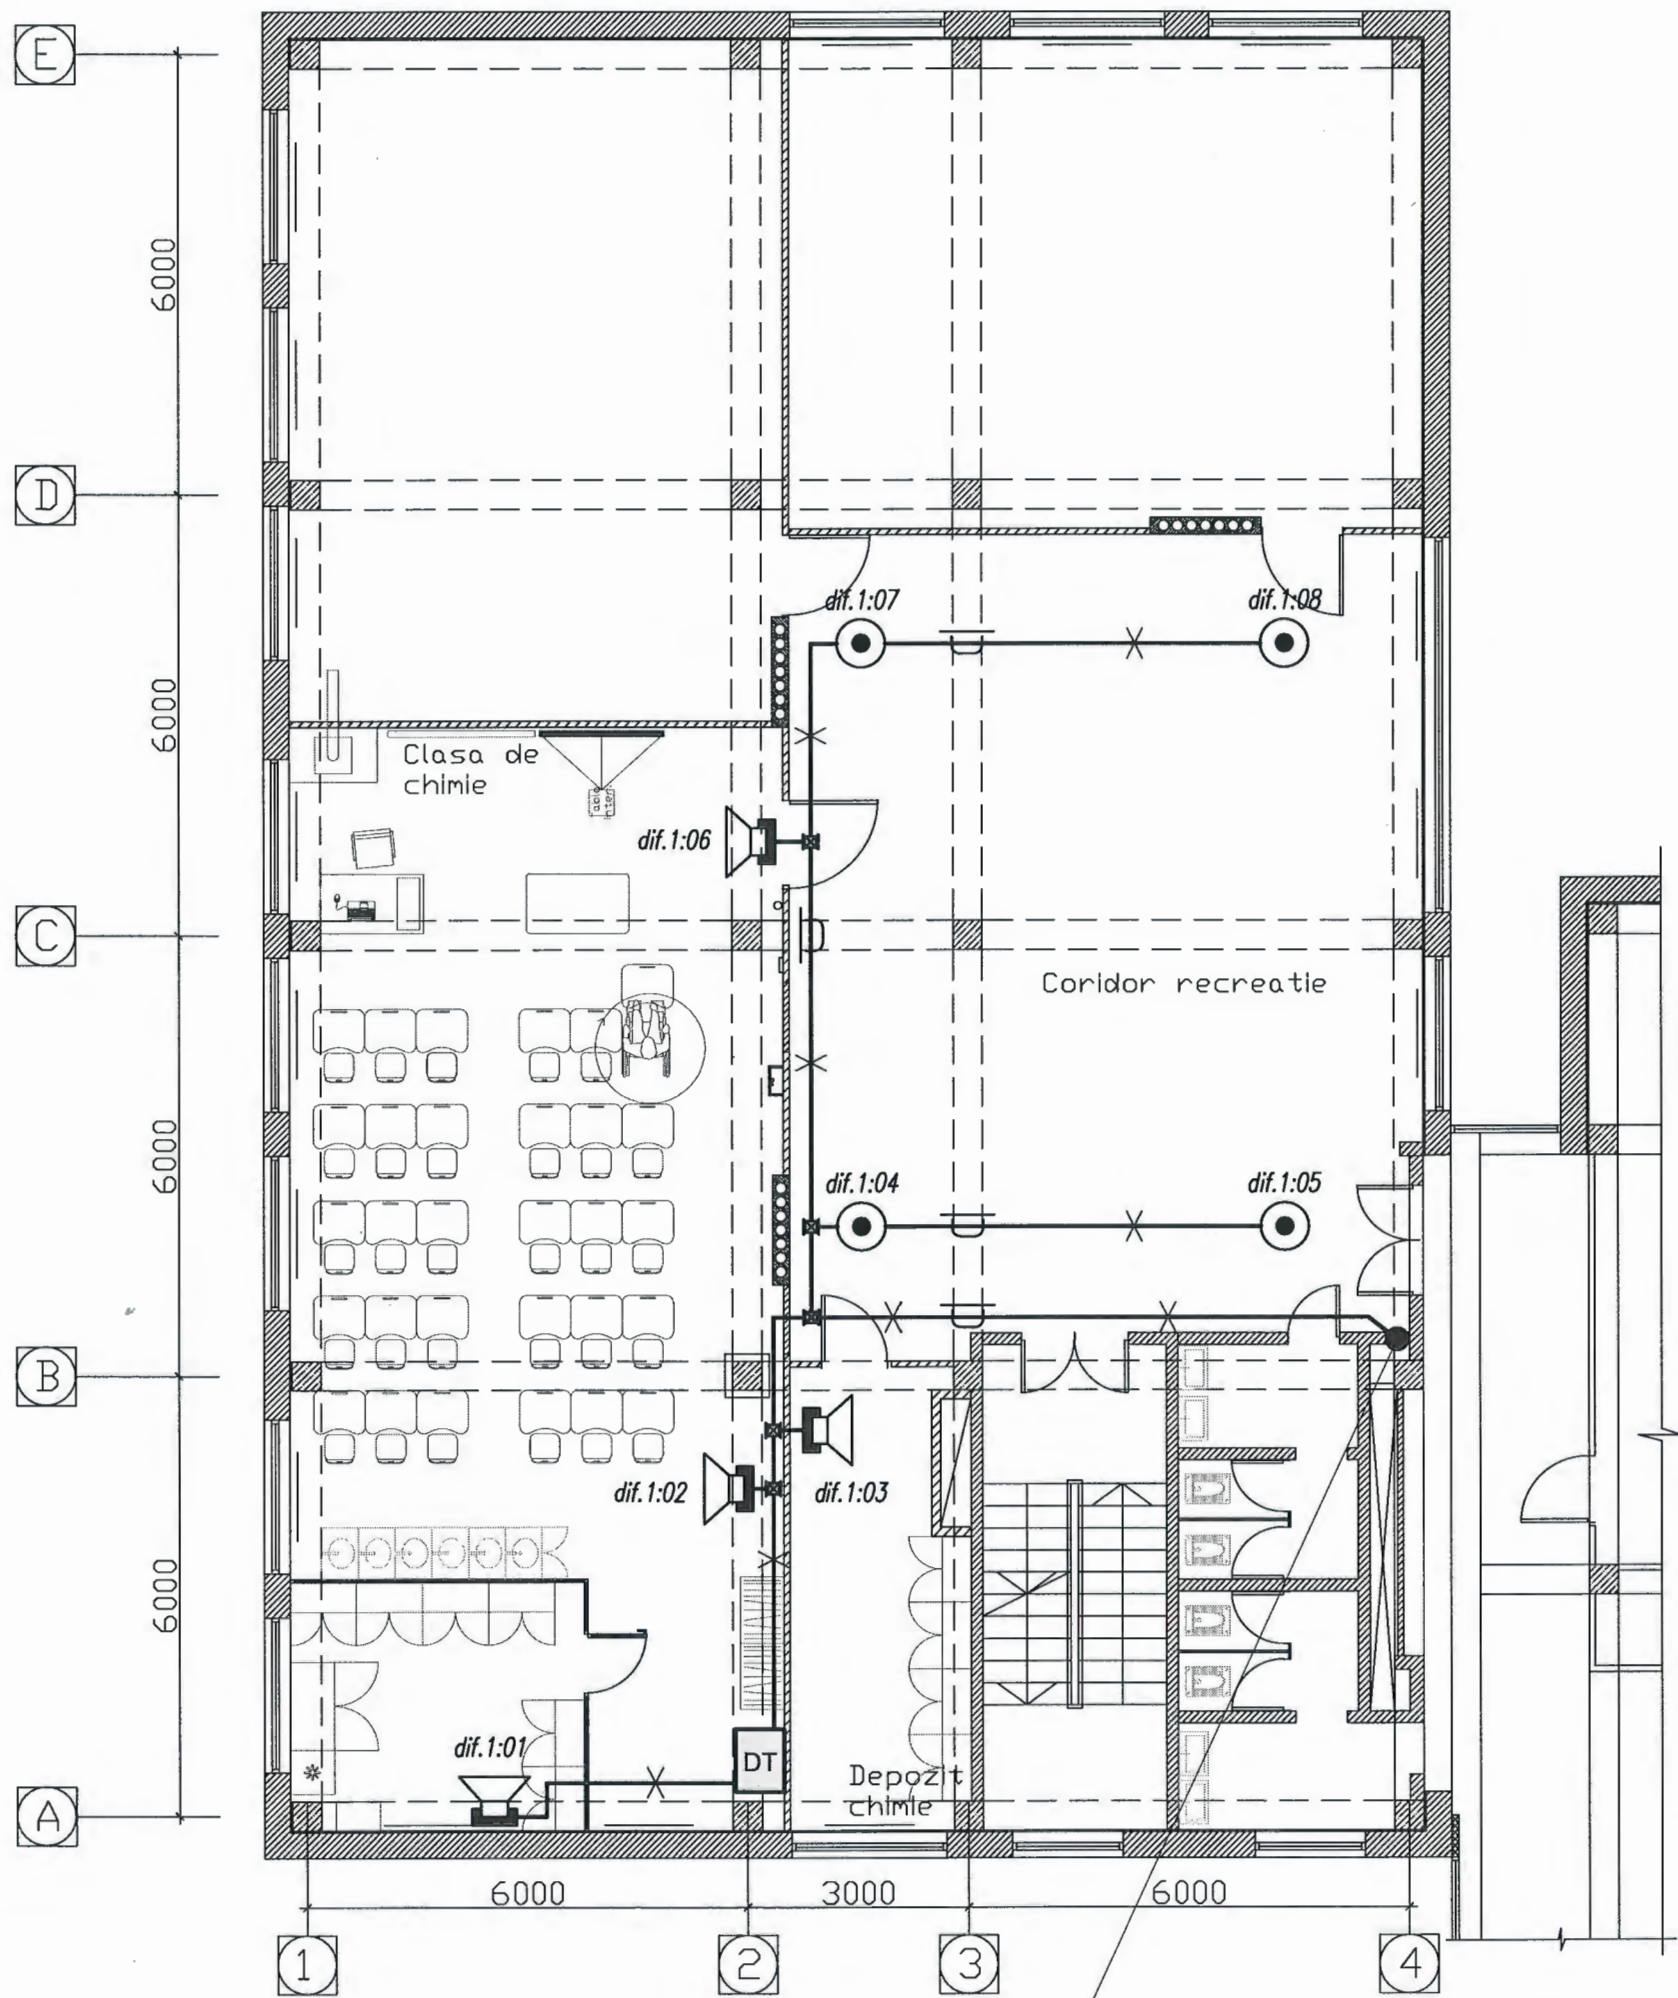 E
6000
D
dif.1:07
dif.1:08
6000
Clasa de
chimie
dif.1:06
C
Coridor recreatie
6000
dif.1:04
dif.1:05
B
dif.1:02
dif.1:03
6000
dif.1:01
DT
Depozit
chimie
A
6000
3000
6000
1
2
3
4